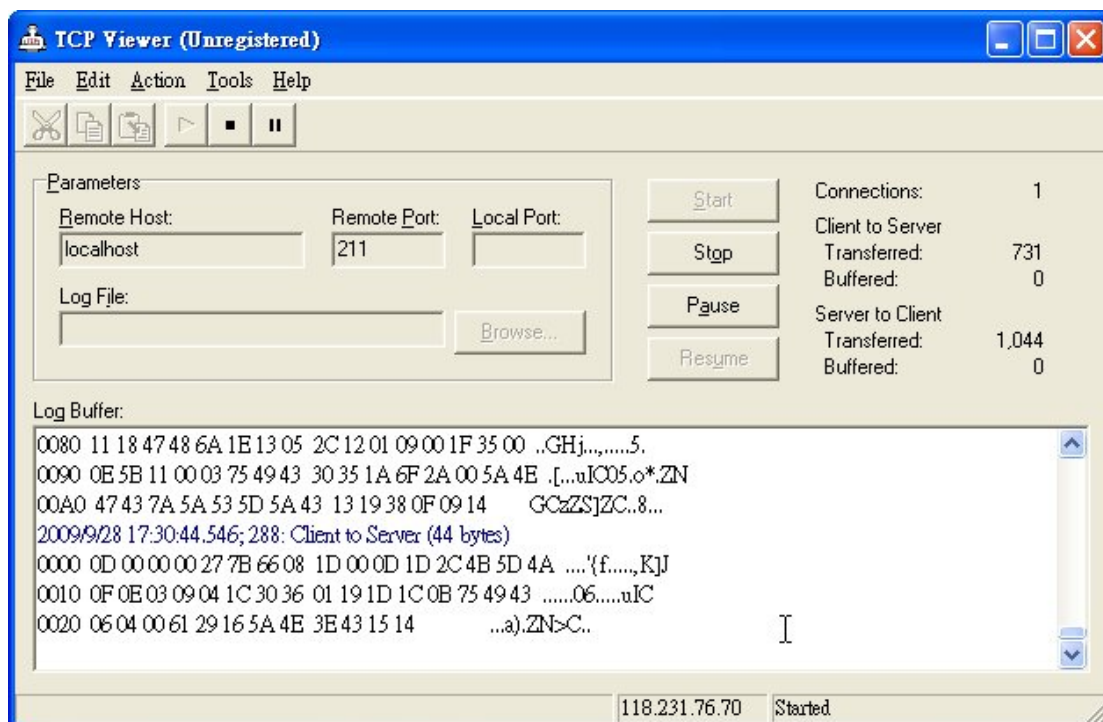 TCP Viewer (Unregistered)
File Edit Action Tools Help
Parameters
Remote Host: Remote Port: Local Port:
localhost 211
Log File:
Browse...
Start
Stop
Pause
Resume
Connections: 1
Client to Server
Transferred: 731
Buffered: 0
Server to Client
Transferred: 1,044
Buffered: 0
Log Buffer:
0080 11 18 47 48 6A 1E 13 05 2C 12 01 09 00 1F 35 00 ..GHj...,.....5.
0090 0E 5B 11 00 03 75 49 43 30 35 1A 6F 2A 00 5A 4E .[...uIC05.o*.ZN
00A0 47 43 7A 5A 53 5D 5A 43 13 19 38 0F 09 14 GCzZS]ZC..8...
2009/9/28 17:30:44.546; 288: Client to Server (44 bytes)
0000 0D 00 00 00 27 7B 66 08 1D 00 0D 1D 2C 4B 5D 4A ....'{f.....,K]J
0010 0F 0E 03 09 04 1C 30 36 01 19 1D 1C 0B 75 49 43 ......06.....uIC
0020 06 04 00 61 29 16 5A 4E 3E 43 15 14 ...a).ZN>C..
118.231.76.70 Started